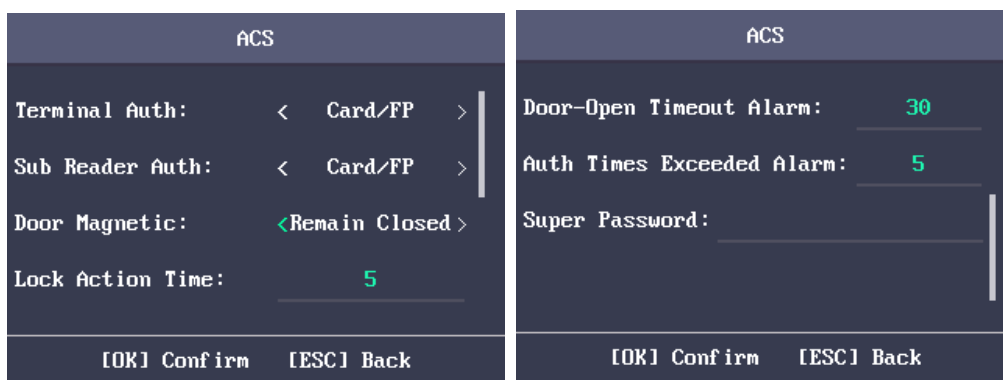 ACS
Terminal Auth: < Card/FP >
Sub Reader Auth: < Card/FP >
Door Magnetic: <Remain Closed>
Lock Action Time: 5
[OK] Confirm [ESC] Back
ACS
Door-Open Timeout Alarm: 30
Auth Times Exceeded Alarm: 5
Super Password:
[OK] Confirm [ESC] Back